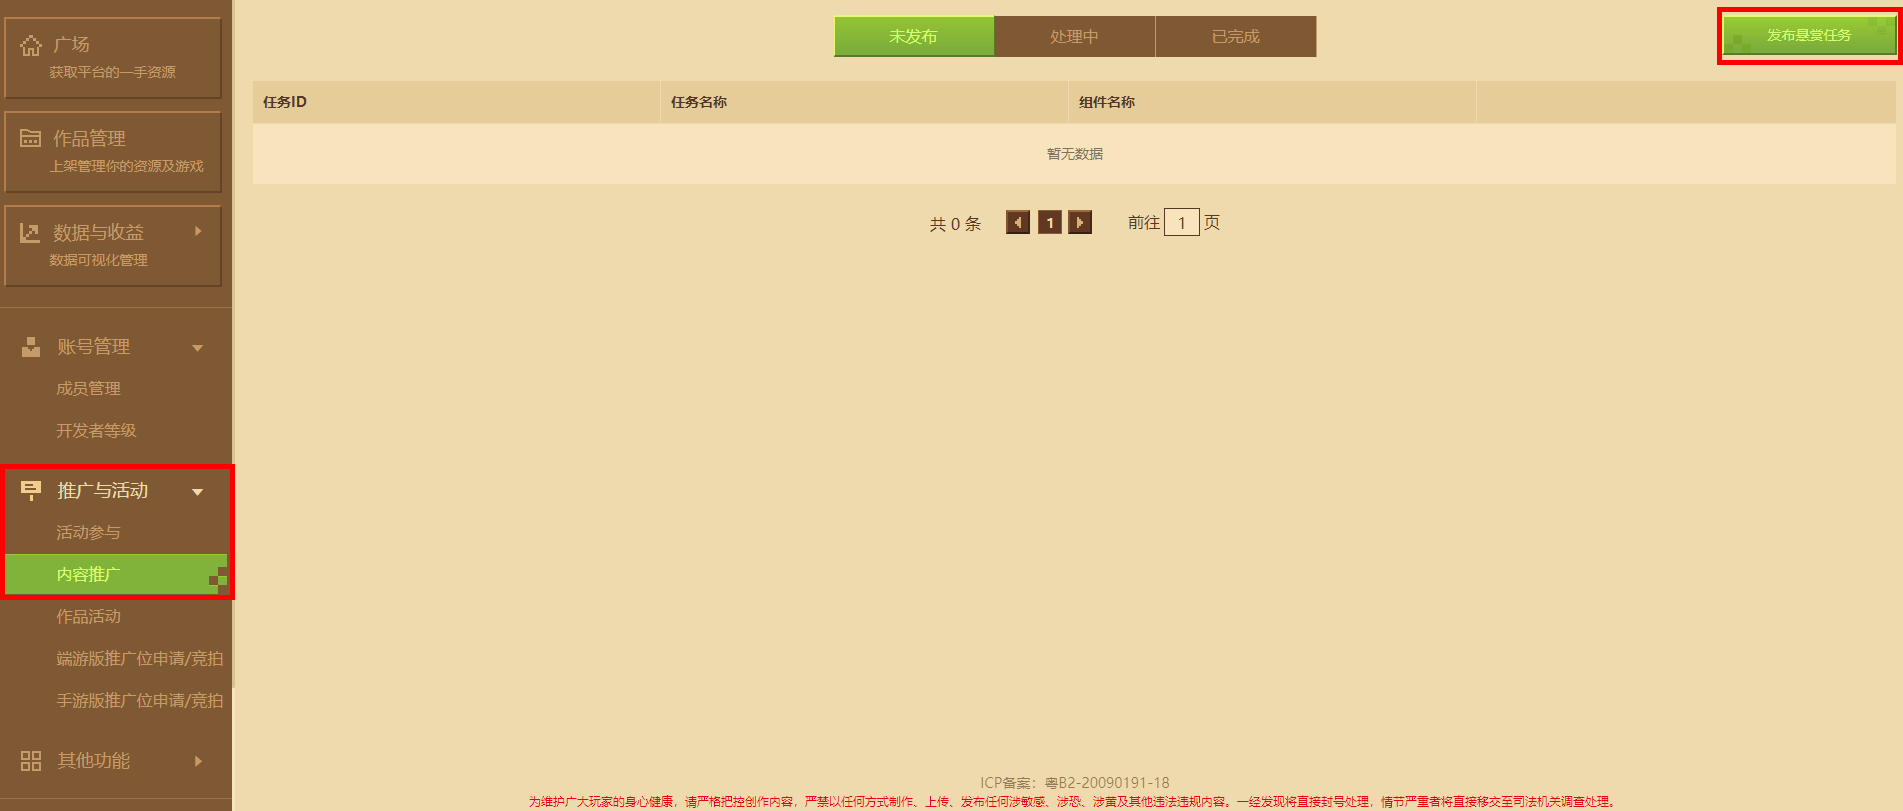 广场
获取平台的一手资源
作品管理
上架管理你的资源及游戏
数据与收益
数据可视化管理
账号管理
成员管理
开发者等级
推广与活动
活动参与
内容推广
作品活动
端游版推广位申请/竞拍
手游版推广位申请/竞拍
其他功能
未发布 处理中 已完成
发布悬赏任务
任务ID 任务名称 组件名称
暂无数据
共 0 条 1 前往 1 页
ICP备案：粤B2-20090191-18
为维护广大玩家的身心健康，请严格把控创作内容，严禁以任何方式制作、上传、发布任何涉敏感、涉恐、涉黄及其他违法违规内容。一经发现将直接封号处理，情节严重者将直接移交至司法机关调查处理。